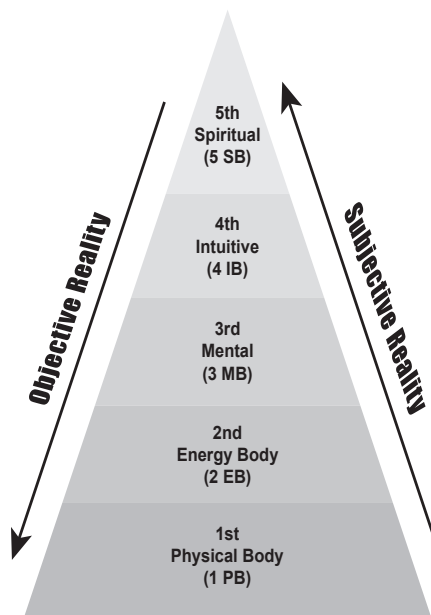 5th
Spiritual
(5 SB)
4th
Intuitive
(4 IB)
3rd
Mental
(3 MB)
2nd
Energy Body
(2 EB)
1st
Physical Body
(1 PB)
Objective Reality
Subjective Reality